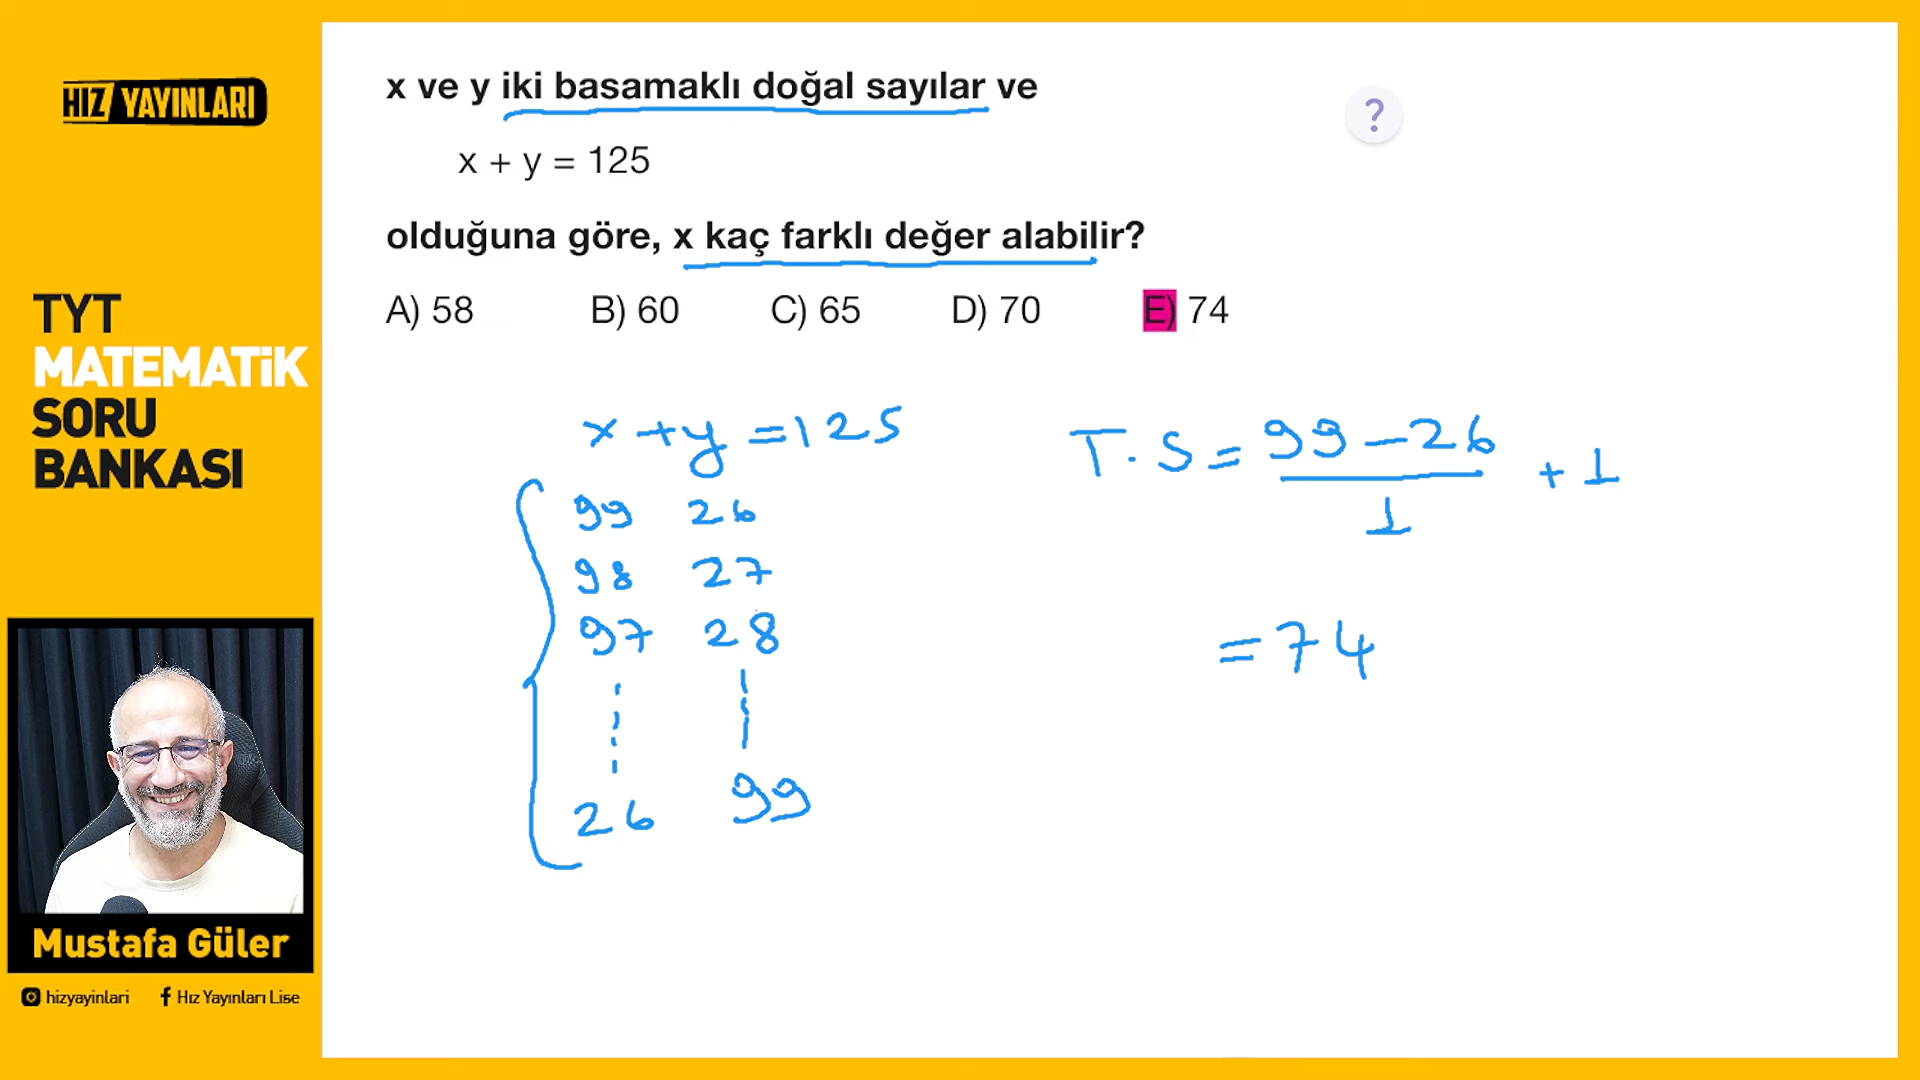 HIZ YAYINLARI
TYT
MATEMATİK
SORU
BANKASI
Mustafa Güler
hizyayinlari
Hız Yayınları Lise
x ve y iki basamaklı doğal sayılar ve
x + y = 125
olduğuna göre, x kaç farklı değer alabilir?
A) 58 B) 60 C) 65 D) 70 E) 74
?
x + y = 125
99 26
98 27
97 28
26 99
T.S = 99 - 26 / 1 + 1
= 74